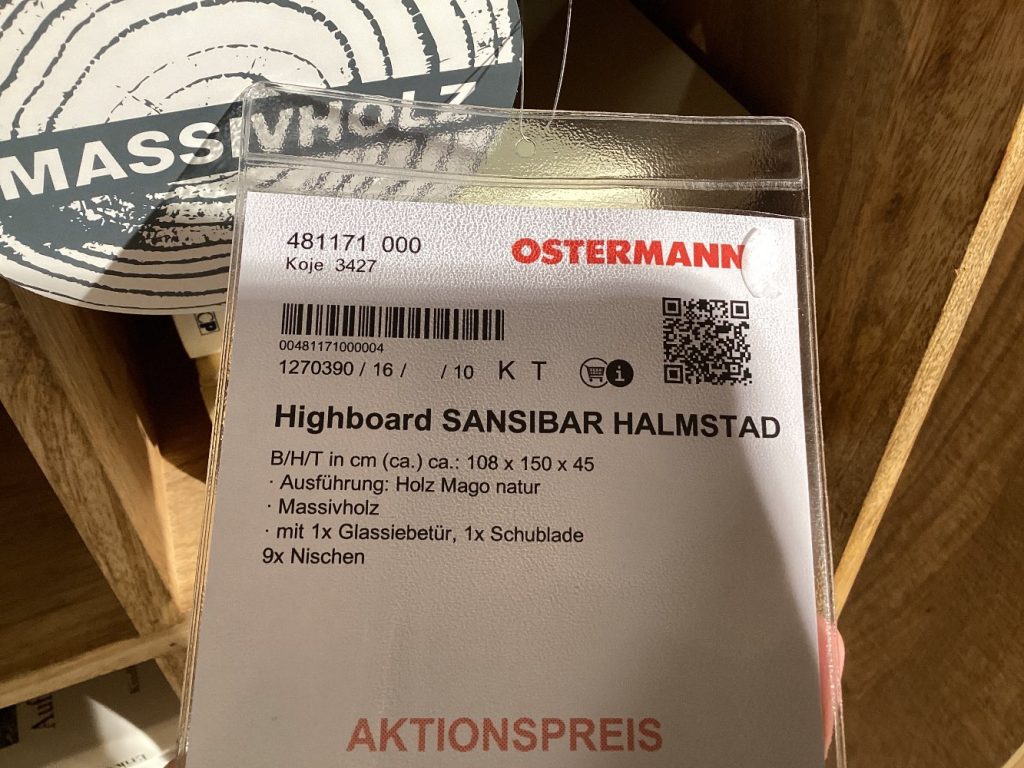 MASSIVHOLZ
481171 000
Koje 3427
OSTERMANN
00481171000004
1270390 / 16 / / 10 K T
i
Highboard SANSIBAR HALMSTAD
B/H/T in cm (ca.) ca.: 108 x 150 x 45
· Ausführung: Holz Mago natur
· Massivholz
· mit 1x Glassiebetür, 1x Schublade
9x Nischen
AKTIONSPREIS